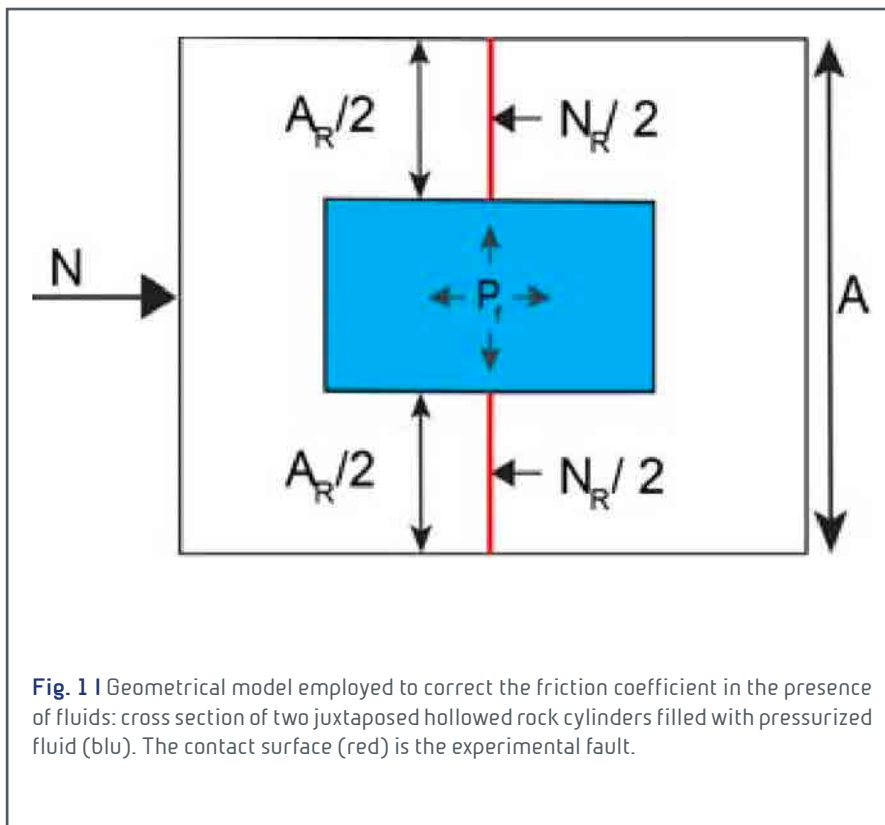 A_R/2
N_R/ 2
N
P_f
A
A_R/2
N_R/ 2
Fig. 1 I Geometrical model employed to correct the friction coefficient in the presence
of fluids: cross section of two juxtaposed hollowed rock cylinders filled with pressurized
fluid (blu). The contact surface (red) is the experimental fault.